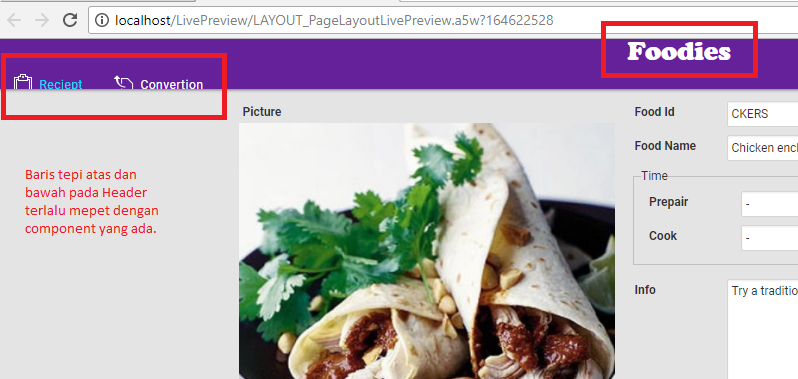 localhost/LivePreview/LAYOUT_PageLayoutLivePreview.a5w?164622528
Foodies
Reciept Convertion
Picture
Food Id CKERS
Food Name Chicken encl
Baris tepi atas dan
bawah pada Header
terlalu mepet dengan
component yang ada.
Time
Prepair -
Cook -
Info Try a traditio